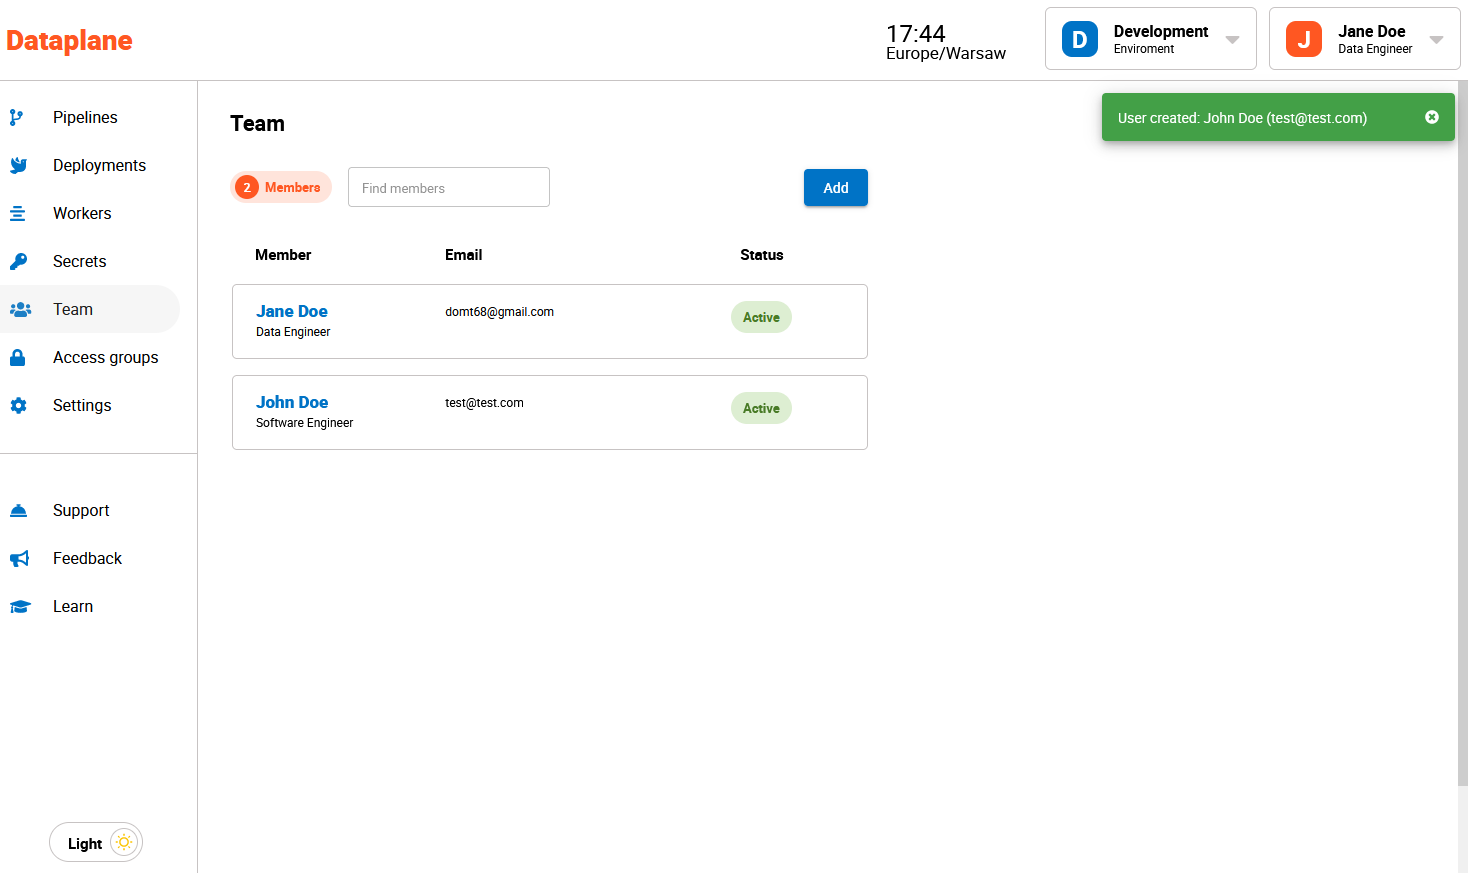 Dataplane
17:44
Europe/Warsaw
D
Development
Enviroment
J
Jane Doe
Data Engineer
User created: John Doe (test@test.com)
Pipelines
Deployments
Workers
Secrets
Team
Access groups
Settings
Support
Feedback
Learn
Light
Team
2 Members
Find members
Add
Member Email Status
Jane Doe domt68@gmail.com Active
Data Engineer
John Doe test@test.com Active
Software Engineer